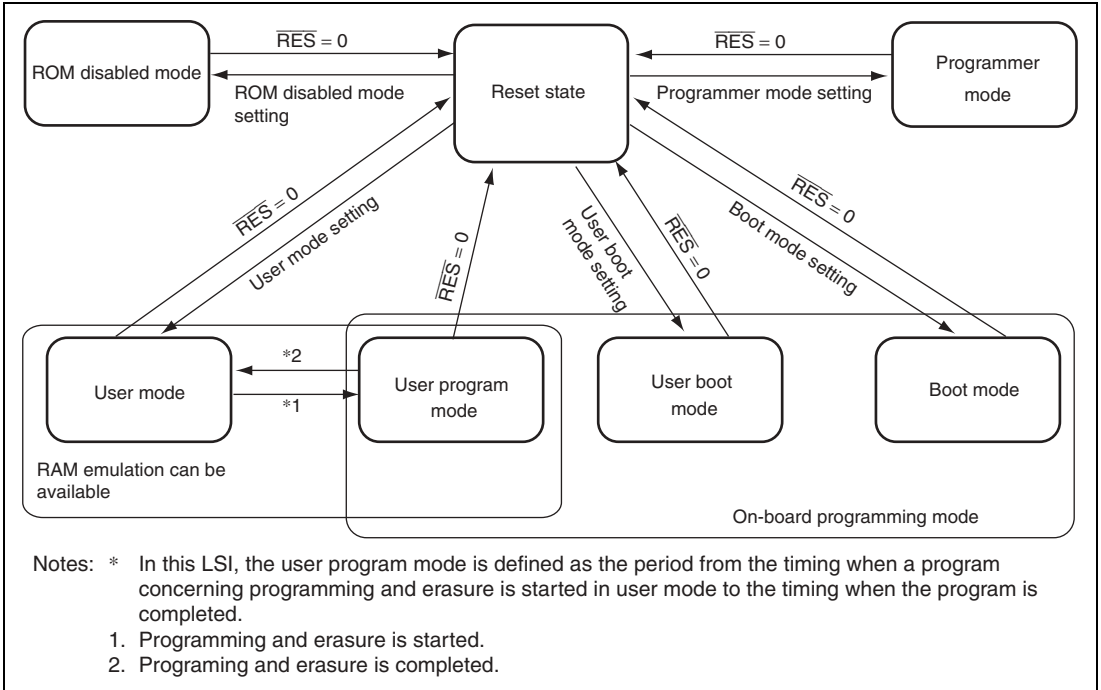 RES = 0
ROM disabled mode
ROM disabled mode
setting
Reset state
RES = 0
Programmer mode setting
Programmer
mode
RES = 0
User mode setting
RES = 0
User boot
mode setting
RES = 0
Boot mode setting
RES = 0
User mode
*2
*1
User program
mode
User boot
mode
Boot mode
RAM emulation can be
available
On-board programming mode
Notes: * In this LSI, the user program mode is defined as the period from the timing when a program
concerning programming and erasure is started in user mode to the timing when the program is
completed.
1. Programming and erasure is started.
2. Programing and erasure is completed.